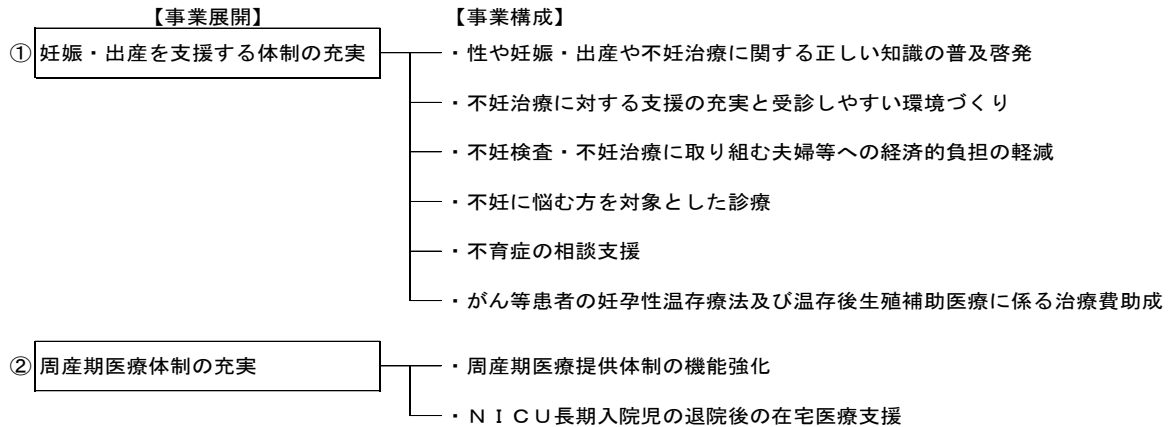 【事業展開】 【事業構成】
① 妊娠・出産を支援する体制の充実 ・性や妊娠・出産や不妊治療に関する正しい知識の普及啓発
・不妊治療に対する支援の充実と受診しやすい環境づくり
・不妊検査・不妊治療に取り組む夫婦等への経済的負担の軽減
・不妊に悩む方を対象とした診療
・不育症の相談支援
・がん等患者の妊孕性温存療法及び温存後生殖補助医療に係る治療費助成
② 周産期医療体制の充実 ・周産期医療提供体制の機能強化
・ＮＩＣＵ長期入院児の退院後の在宅医療支援